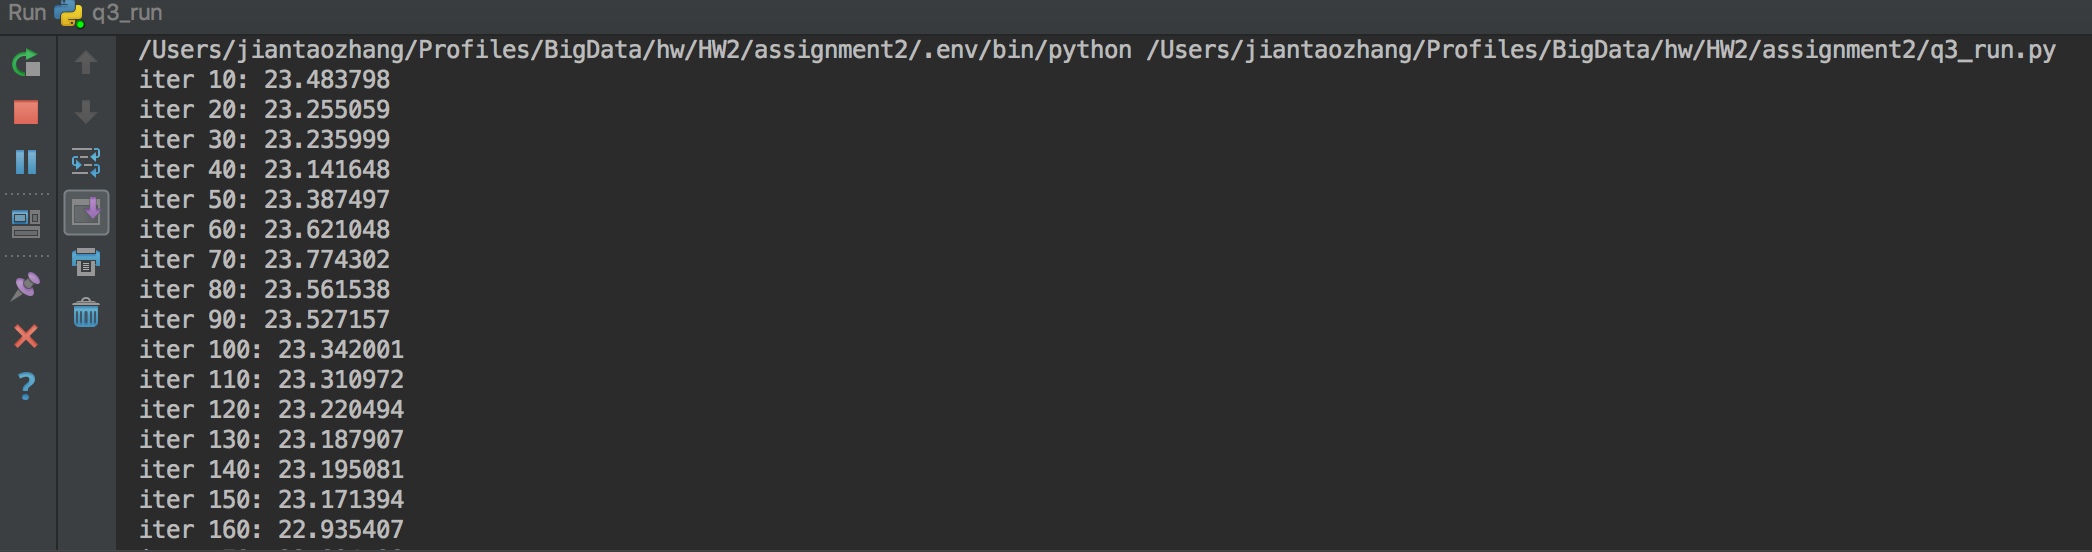 Run q3_run
/Users/jiantaozhang/Profiles/BigData/hw/HW2/assignment2/.env/bin/python /Users/jiantaozhang/Profiles/BigData/hw/HW2/assignment2/q3_run.py
iter 10: 23.483798
iter 20: 23.255059
iter 30: 23.235999
iter 40: 23.141648
iter 50: 23.387497
iter 60: 23.621048
iter 70: 23.774302
iter 80: 23.561538
iter 90: 23.527157
iter 100: 23.342001
iter 110: 23.310972
iter 120: 23.220494
iter 130: 23.187907
iter 140: 23.195081
iter 150: 23.171394
iter 160: 22.935407